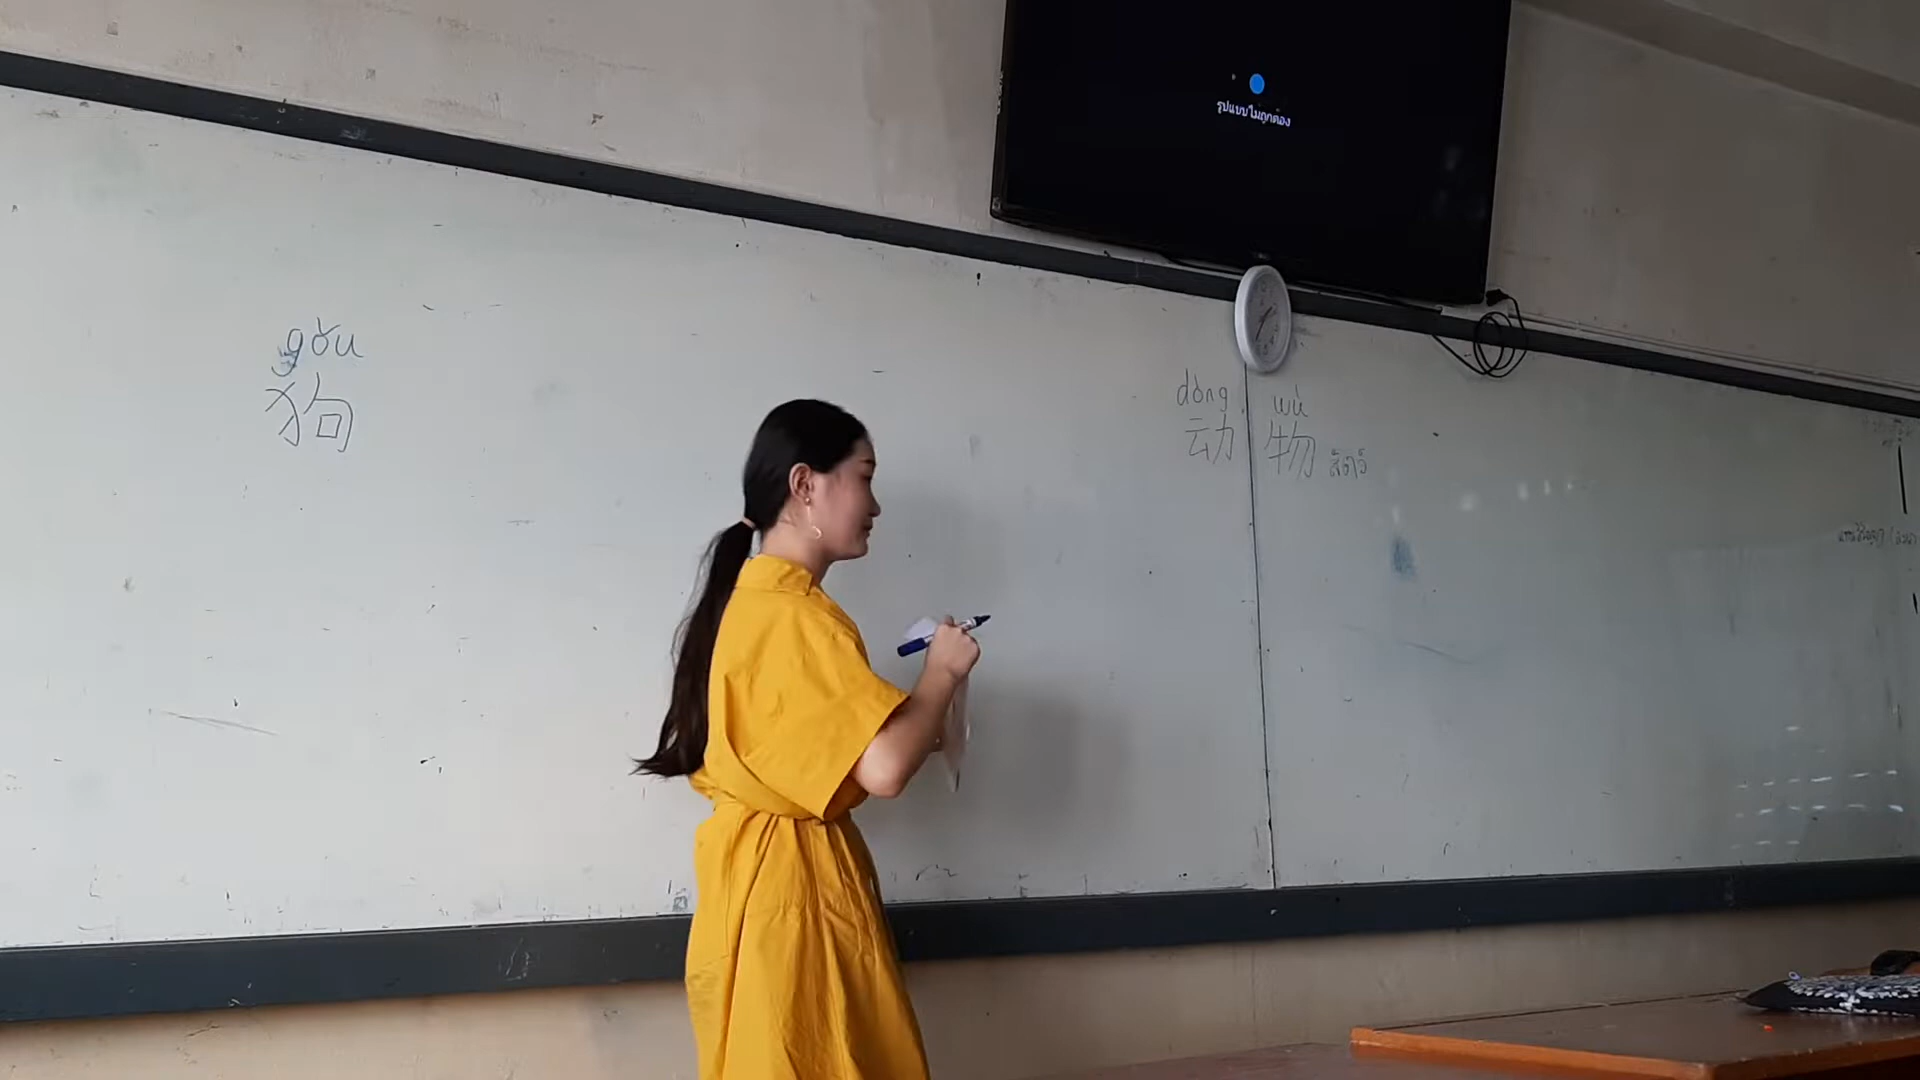 รูปแบบไม่ถูกต้อง
gǒu
狗
dòng wù
动物 สัตว์